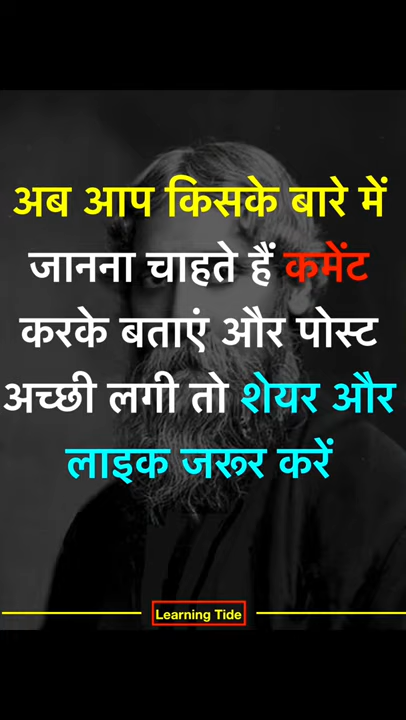 अब आप किसके बारे में
जानना चाहते हैं कमेंट
करके बताएं और पोस्ट
अच्छी लगी तो शेयर और
लाइक जरूर करें
Learning Tide